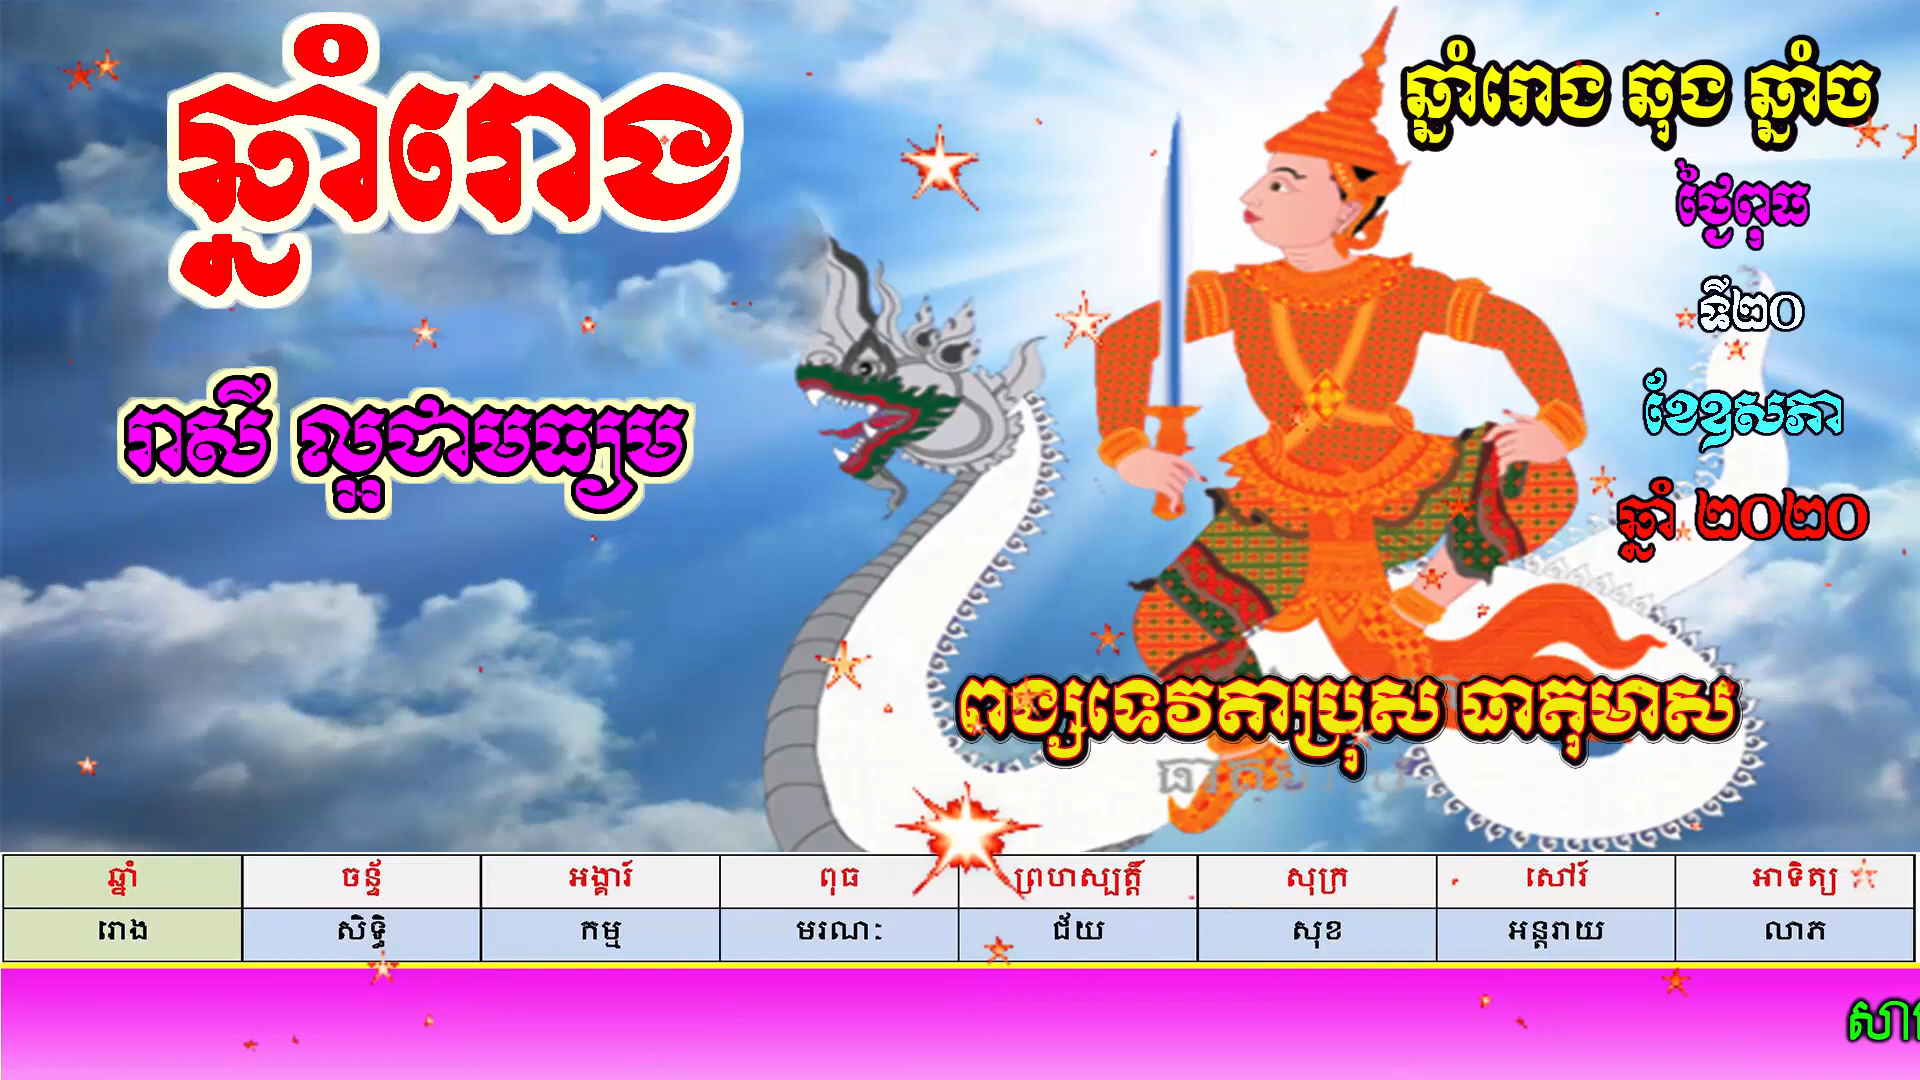 ឆ្នាំរោង
រាសី ល្អជាមធ្យម
ឆ្នាំរោង ឆុង ឆ្នាំច
ថ្ងៃពុធ
ទី២០
ខែឧសភា
ឆ្នាំ ២០២០
ពង្សទេវតាប្រុស ធាតុមាស
ឆ្នាំ ចន្ទ័ អង្គារ៍ ពុធ ព្រហស្បតិ៍ សុក្រ សៅរ៍ អាទិត្យ
រោង សិទ្ធិ កម្ម មរណៈ ជ័យ សុខ អន្តរាយ លាភ